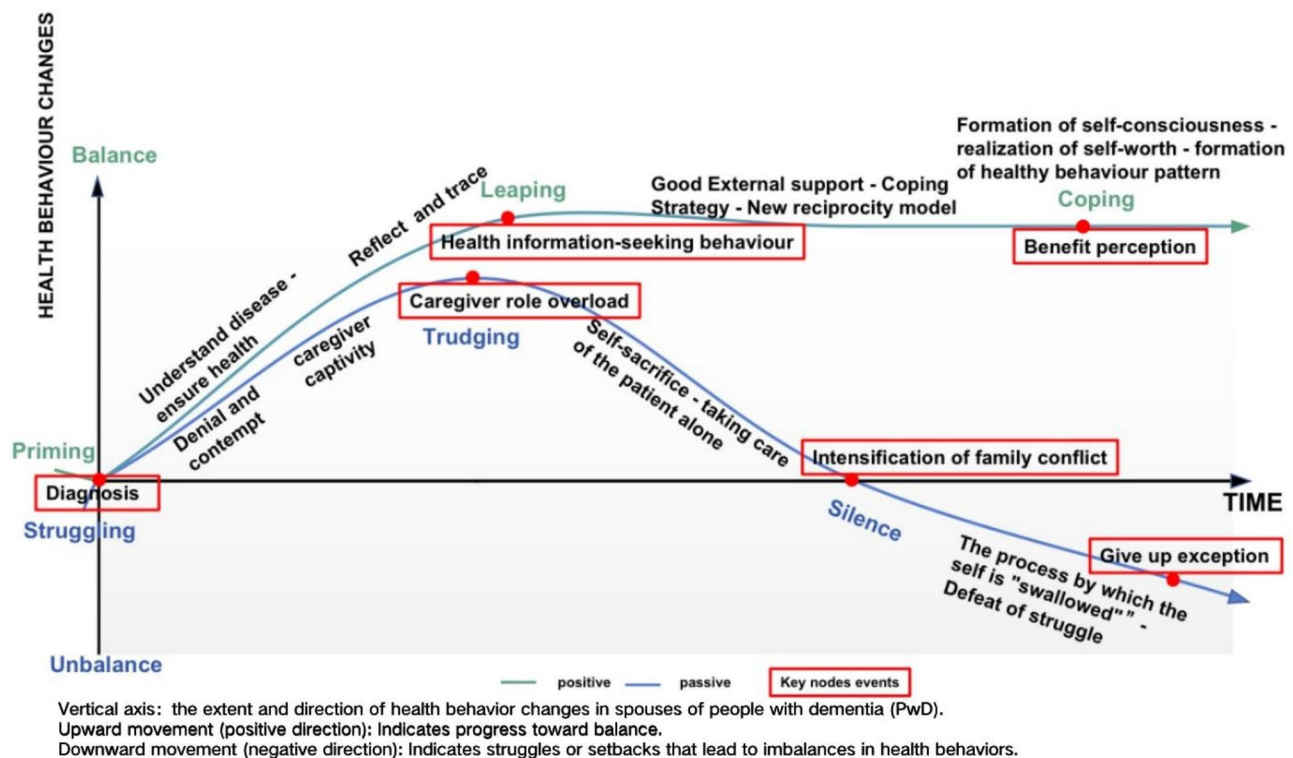 HEALTH BEHAVIOUR CHANGES
Balance
Formation of self-consciousness -
realization of self-worth - formation
of healthy behaviour pattern
Coping
Benefit perception
Good External support - Coping
Strategy - New reciprocity model
Leaping
Health information-seeking behaviour
Reflect and trace
Understand disease -
ensure health
Caregiver role overload
Trudging
caregiver
captivity
Denial and
contempt
Self-sacrifice - taking care
of the patient alone
Priming
Diagnosis
Struggling
Intensification of family conflict
TIME
Silence
Give up exception
The process by which the
self is "swallowed"" -
Defeat of struggle
Unbalance
positive
passive
Key nodes events
Vertical axis: the extent and direction of health behavior changes in spouses of people with dementia (PwD).
Upward movement (positive direction): Indicates progress toward balance.
Downward movement (negative direction): Indicates struggles or setbacks that lead to imbalances in health behaviors.